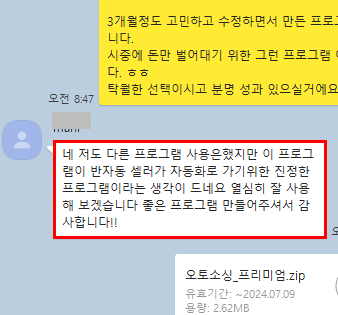 3개월정도 고민하고 수정하면서 만든 프로그
니다.
시중에 돈만 벌어대기 위한 그런 프로그램
다. ㅎㅎ
탁월한 선택이시고 분명 성과 있으실거에요
오전 8:47
네 저도 다른 프로그램 사용은했지만 이 프로그
램이 반자동 셀러가 자동화로 가기위한 진정한
프로그램이라는 생각이 드네요 열심히 잘 사용
해 보겠습니다 좋은 프로그램 만들어주셔서 감
사합니다!!
오토소싱_프리미엄.zip
유효기간: ~2024.07.09
용량: 2.62MB